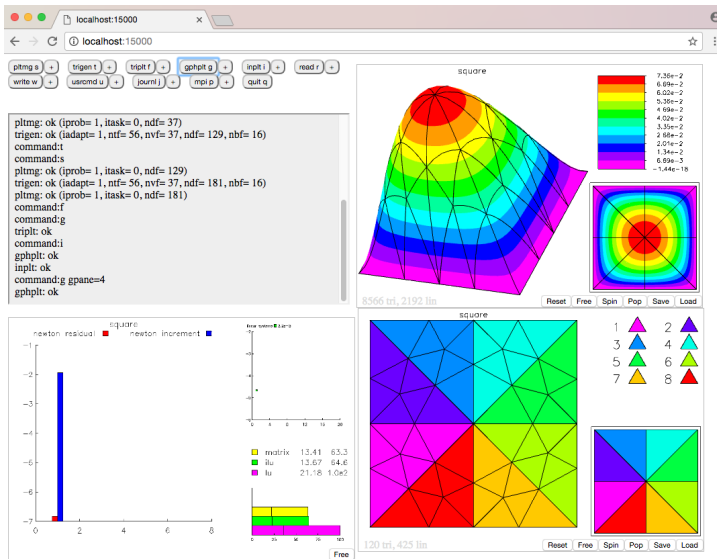 localhost:15000
localhost:15000
pltmg s + trigen t + triplt f + gphplt g + inplt i + read r +
write w + usrcmd u + journl j + mpi p + quit q
pltmg: ok (iprob= 1, itask= 0, ndf= 37)
trigen: ok (iadapt= 1, ntf= 56, nvf= 37, ndf= 129, nbf= 16)
command:t
command:s
pltmg: ok (iprob= 1, itask= 0, ndf= 129)
trigen: ok (iadapt= 1, ntf= 56, nvf= 37, ndf= 181, nbf= 16)
pltmg: ok (iprob= 1, itask= 0, ndf= 181)
command:f
command:g
triplt: ok
command:i
gphplt: ok
inplt: ok
command:g gpane=4
gphplt: ok
square
7.36e-2
6.69e-2
6.02e-2
5.36e-2
4.69e-2
4.02e-2
3.35e-2
2.68e-2
2.01e-2
1.34e-2
6.69e-3
-1.44e-18
8566 tri, 2192 lin
Reset Free Spin Pop Save Load
square
newton residual newton increment
-1
-2
-3
-4
-5
-6
-7
0 2 4 6 8
matrix 13.41 63.3
ilu 13.67 64.6
lu 21.18 1.0e2
0 25 50 75 100
Free
square
1 2
3 4
5 6
7 8
120 tri, 425 lin
Reset Free Spin Pop Save Load